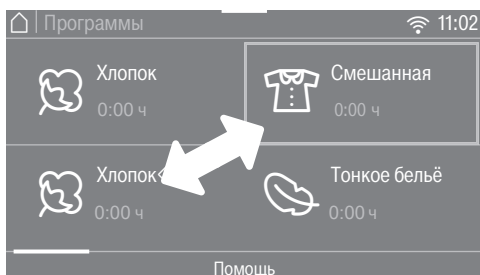 Программы 11:02
Хлопок
0:00 ч
Смешанная
0:00 ч
Хлопок
0:00 ч
Тонкое бельё
0:00 ч
Помощь